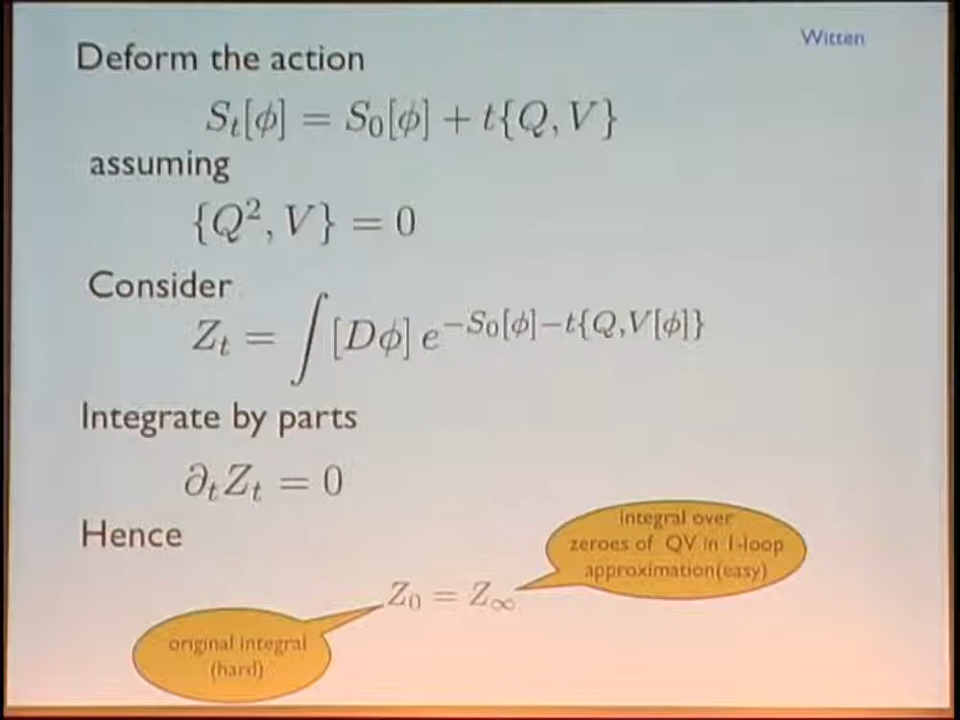 Witten
Deform the action
S_t[ϕ] = S_0[ϕ] + t{Q, V}
assuming
{Q², V} = 0
Consider
Z_t = ∫ [Dϕ] e^{−S_0[ϕ]−t{Q,V[ϕ]}}
Integrate by parts
∂_t Z_t = 0
Hence
integral over
zeroes of QV in 1-loop
approximation(easy)
Z_0 = Z_∞
original integral
(hard)